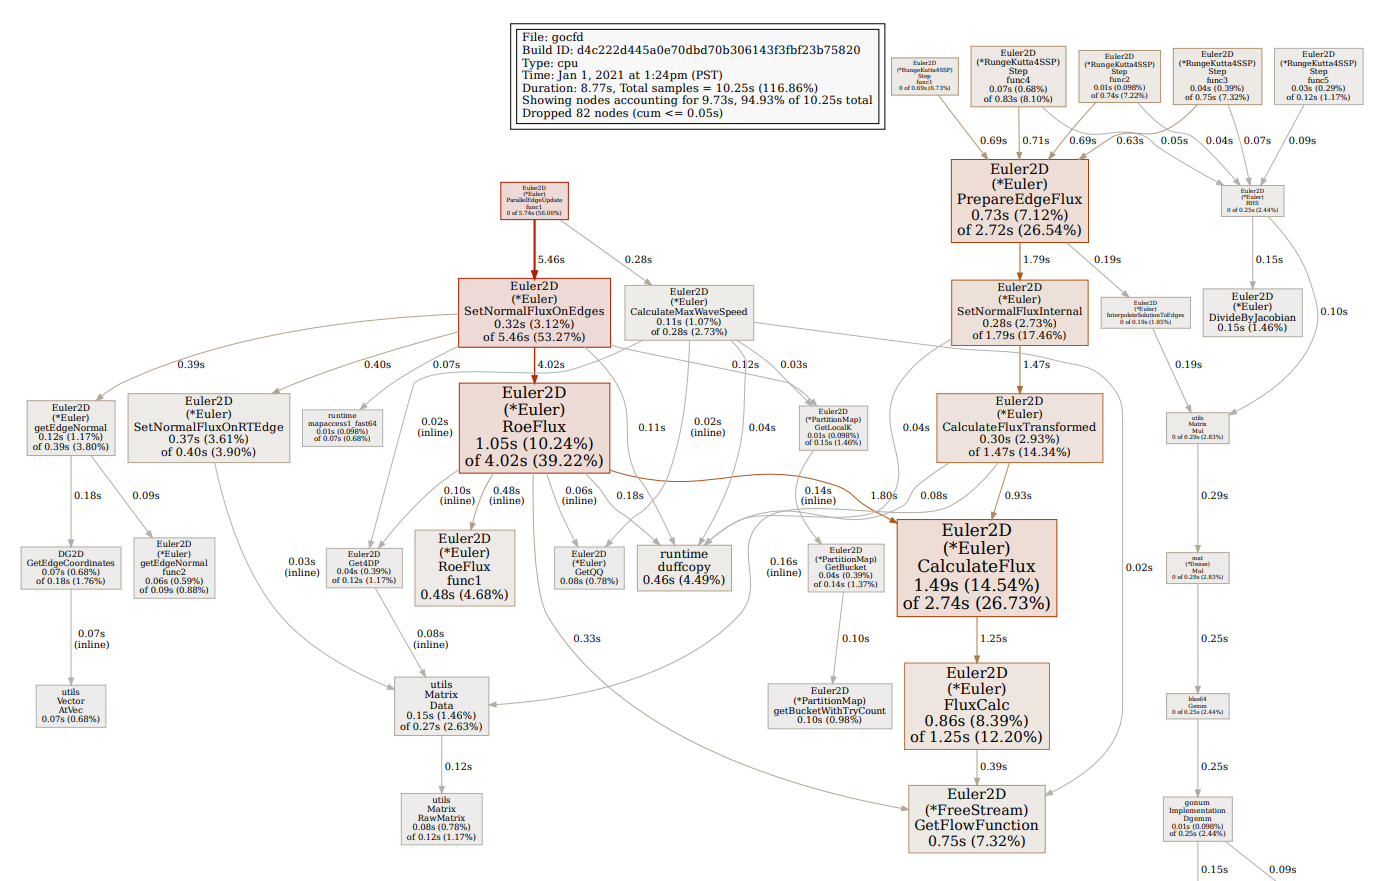 File: gocfd
Build ID: d4c222d445a0e70dbd70b306143f3fbf23b75820
Type: cpu
Time: Jan 1, 2021 at 1:24pm (PST)
Duration: 8.77s, Total samples = 10.25s (116.86%)
Showing nodes accounting for 9.73s, 94.93% of 10.25s total
Dropped 82 nodes (cum <= 0.05s)
Euler2D
(*RungeKutta4SSP)
Step
func1
0 of 0.69s (6.73%)
Euler2D
(*RungeKutta4SSP)
Step
func4
0.07s (0.68%)
of 0.83s (8.10%)
Euler2D
(*RungeKutta4SSP)
Step
func2
0.01s (0.098%)
of 0.74s (7.22%)
Euler2D
(*RungeKutta4SSP)
Step
func3
0.04s (0.39%)
of 0.75s (7.32%)
Euler2D
(*RungeKutta4SSP)
Step
func5
0.03s (0.29%)
of 0.12s (1.17%)
0.69s
0.71s
0.69s
0.63s
0.05s
0.04s
0.07s
0.09s
Euler2D
(*Euler)
ParallelEdgeUpdate
func1
0 of 5.74s (56.00%)
Euler2D
(*Euler)
PrepareEdgeFlux
0.73s (7.12%)
of 2.72s (26.54%)
Euler2D
(*Euler)
RHS
0 of 0.25s (2.44%)
5.46s
0.28s
1.79s
0.19s
0.15s
0.10s
Euler2D
(*Euler)
SetNormalFluxOnEdges
0.32s (3.12%)
of 5.46s (53.27%)
Euler2D
(*Euler)
CalculateMaxWaveSpeed
0.11s (1.07%)
of 0.28s (2.73%)
Euler2D
(*Euler)
SetNormalFluxInternal
0.28s (2.73%)
of 1.79s (17.46%)
Euler2D
(*Euler)
InterpolateSolutionToEdges
0 of 0.19s (1.85%)
Euler2D
(*Euler)
DivideByJacobian
0.15s (1.46%)
0.39s
0.40s
0.07s
4.02s
0.12s
0.03s
1.47s
0.19s
Euler2D
(*Euler)
getEdgeNormal
0.12s (1.17%)
of 0.39s (3.80%)
Euler2D
(*Euler)
SetNormalFluxOnRTEdge
0.37s (3.61%)
of 0.40s (3.90%)
runtime
mapaccess1_fast64
0.01s (0.098%)
of 0.07s (0.68%)
0.02s
(inline)
Euler2D
(*Euler)
RoeFlux
1.05s (10.24%)
of 4.02s (39.22%)
0.11s
0.02s
(inline)
0.04s
Euler2D
(*PartitionMap)
GetLocalK
0.01s (0.098%)
of 0.15s (1.46%)
0.04s
Euler2D
(*Euler)
CalculateFluxTransformed
0.30s (2.93%)
of 1.47s (14.34%)
utils
Matrix
Mul
0 of 0.29s (2.83%)
0.18s
0.09s
0.10s
(inline)
0.48s
(inline)
0.06s
(inline)
0.18s
0.14s
(inline)
1.80s
0.08s
0.93s
0.29s
DG2D
GetEdgeCoordinates
0.07s (0.68%)
of 0.18s (1.76%)
Euler2D
(*Euler)
getEdgeNormal
func2
0.06s (0.59%)
of 0.09s (0.88%)
0.03s
(inline)
Euler2D
Get4DP
0.04s (0.39%)
of 0.12s (1.17%)
Euler2D
(*Euler)
RoeFlux
func1
0.48s (4.68%)
Euler2D
(*Euler)
GetQQ
0.08s (0.78%)
runtime
duffcopy
0.46s (4.49%)
0.16s
(inline)
Euler2D
(*PartitionMap)
GetBucket
0.04s (0.39%)
of 0.14s (1.37%)
Euler2D
(*Euler)
CalculateFlux
1.49s (14.54%)
of 2.74s (26.73%)
0.02s
mat
(*Dense)
Mul
0 of 0.29s (2.83%)
0.07s
(inline)
0.08s
(inline)
0.33s
0.10s
1.25s
0.25s
utils
Vector
AtVec
0.07s (0.68%)
utils
Matrix
Data
0.15s (1.46%)
of 0.27s (2.63%)
Euler2D
(*PartitionMap)
getBucketWithTryCount
0.10s (0.98%)
Euler2D
(*Euler)
FluxCalc
0.86s (8.39%)
of 1.25s (12.20%)
blas64
Gemm
0 of 0.25s (2.44%)
0.12s
0.39s
0.25s
utils
Matrix
RawMatrix
0.08s (0.78%)
of 0.12s (1.17%)
Euler2D
(*FreeStream)
GetFlowFunction
0.75s (7.32%)
gonum
Implementation
Dgemm
0.01s (0.098%)
of 0.25s (2.44%)
0.15s
0.09s